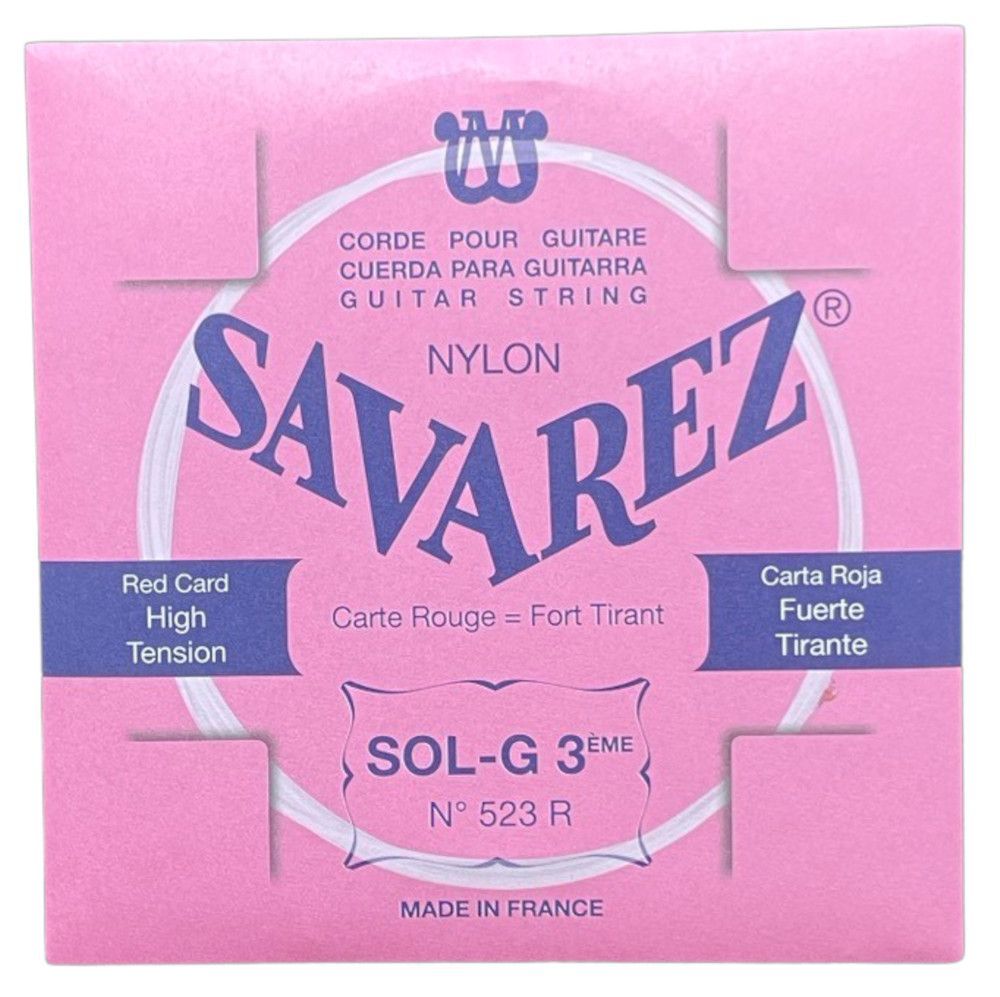 CORDE POUR GUITARE
CUERDA PARA GUITARRA
GUITAR STRING
NYLON
SAVAREZ®
Red Card
High
Tension
Carte Rouge = Fort Tirant
Carta Roja
Fuerte
Tirante
SOL-G 3ÈME
N° 523 R
MADE IN FRANCE